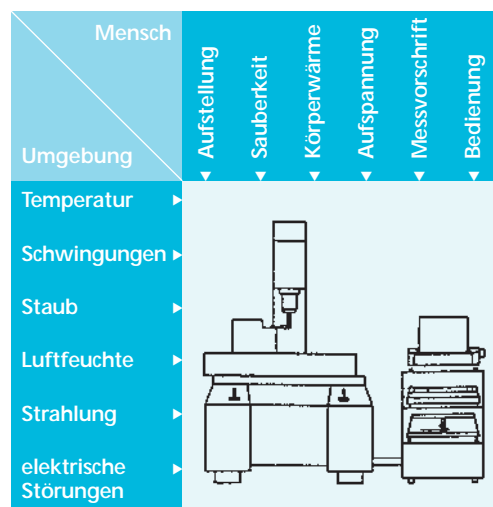 Mensch
Umgebung
Aufstellung
Sauberkeit
Körperwärme
Aufspannung
Messvorschrift
Bedienung
Temperatur
Schwingungen
Staub
Luftfeuchte
Strahlung
elektrische
Störungen